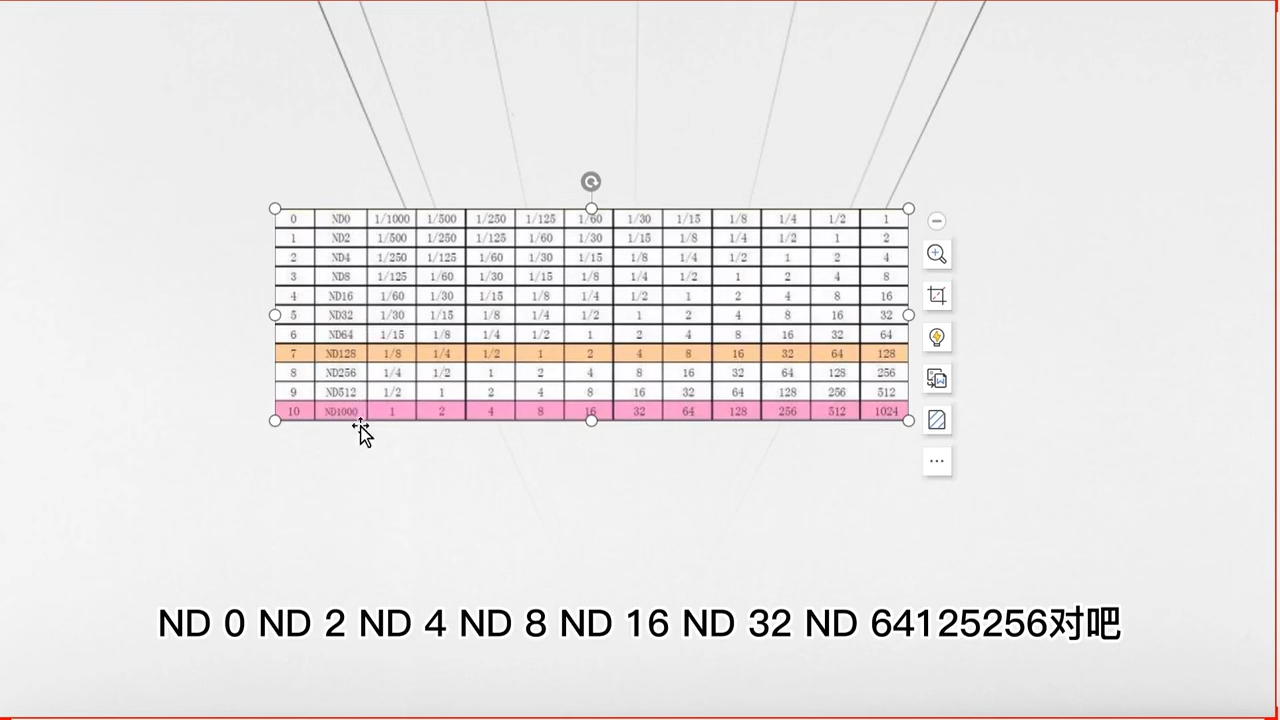 0 ND0 1/1000 1/500 1/250 1/125 1/60 1/30 1/15 1/8 1/4 1/2 1
1 ND2 1/500 1/250 1/125 1/60 1/30 1/15 1/8 1/4 1/2 1 2
2 ND4 1/250 1/125 1/60 1/30 1/15 1/8 1/4 1/2 1 2 4
3 ND8 1/125 1/60 1/30 1/15 1/8 1/4 1/2 1 2 4 8
4 ND16 1/60 1/30 1/15 1/8 1/4 1/2 1 2 4 8 16
5 ND32 1/30 1/15 1/8 1/4 1/2 1 2 4 8 16 32
6 ND64 1/15 1/8 1/4 1/2 1 2 4 8 16 32 64
7 ND128 1/8 1/4 1/2 1 2 4 8 16 32 64 128
8 ND256 1/4 1/2 1 2 4 8 16 32 64 128 256
9 ND512 1/2 1 2 4 8 16 32 64 128 256 512
10 ND1000 1 2 4 8 16 32 64 128 256 512 1024
ND 0 ND 2 ND 4 ND 8 ND 16 ND 32 ND 64125256对吧